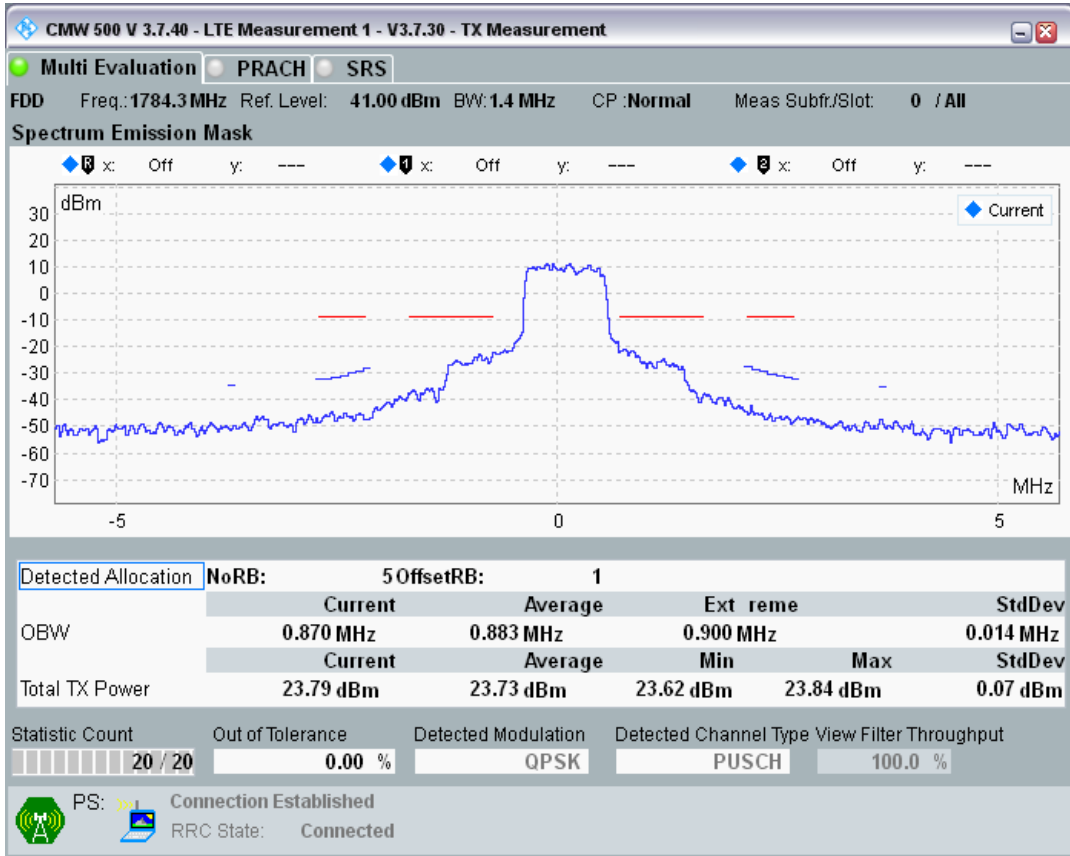 CMW 500 V 3.7.40 - LTE Measurement 1 - V3.7.30 - TX Measurement
Multi Evaluation PRACH SRS
FDD Freq.:1784.3 MHz Ref. Level: 41.00 dBm BW: 1.4 MHz CP :Normal Meas Subfr./Slot: 0 / All
Spectrum Emission Mask
R x: Off y: --- 1 x: Off y: --- 2 x: Off y: ---
dBm
Current
30
20
10
0
-10
-20
-30
-40
-50
-60
-70
MHz
-5 0 5
Detected Allocation NoRB: 5 OffsetRB: 1
Current Average Ext reme StdDev
OBW 0.870 MHz 0.883 MHz 0.900 MHz 0.014 MHz
Current Average Min Max StdDev
Total TX Power 23.79 dBm 23.73 dBm 23.62 dBm 23.84 dBm 0.07 dBm
Statistic Count Out of Tolerance Detected Modulation Detected Channel Type View Filter Throughput
20 / 20 0.00 % QPSK PUSCH 100.0 %
PS: Connection Established
RRC State: Connected